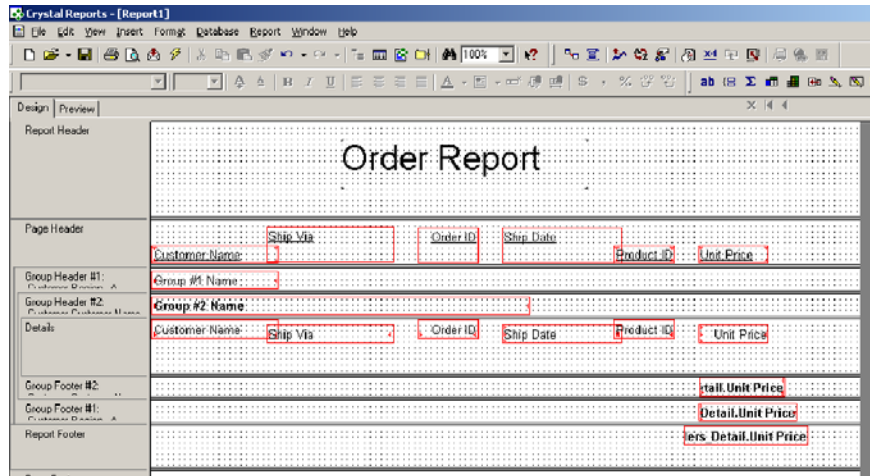 Crystal Reports - [Report1]
File Edit View Insert Format Database Report Window Help
100%
B I U A $ , % ab Σ
Design Preview
Report Header
Order Report
Page Header
Ship Via Order ID Ship Date
Customer Name Product ID Unit Price
Group Header #1:
Group #1 Name
Group Header #2:
Group #2 Name
Details
Customer Name Ship Via Order ID Ship Date Product ID Unit Price
Group Footer #2:
tail.Unit Price
Group Footer #1:
Detail.Unit Price
Report Footer
ers_Detail.Unit Price